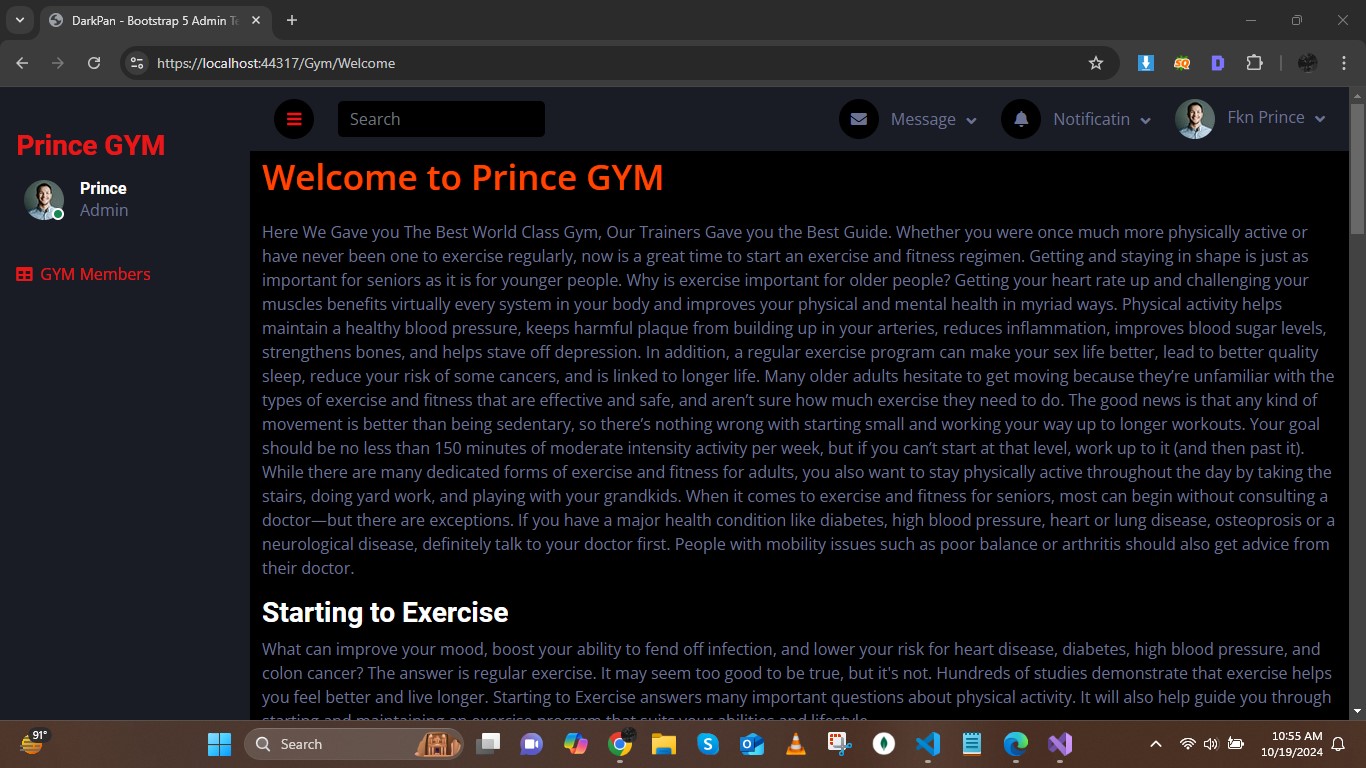 DarkPan - Bootstrap 5 Admin Te
https://localhost:44317/Gym/Welcome
Prince GYM
Search
Message
Notificatin
Fkn Prince
Prince
Admin
GYM Members
Welcome to Prince GYM
Here We Gave you The Best World Class Gym, Our Trainers Gave you the Best Guide. Whether you were once much more physically active or
have never been one to exercise regularly, now is a great time to start an exercise and fitness regimen. Getting and staying in shape is just as
important for seniors as it is for younger people. Why is exercise important for older people? Getting your heart rate up and challenging your
muscles benefits virtually every system in your body and improves your physical and mental health in myriad ways. Physical activity helps
maintain a healthy blood pressure, keeps harmful plaque from building up in your arteries, reduces inflammation, improves blood sugar levels,
strengthens bones, and helps stave off depression. In addition, a regular exercise program can make your sex life better, lead to better quality
sleep, reduce your risk of some cancers, and is linked to longer life. Many older adults hesitate to get moving because they’re unfamiliar with the
types of exercise and fitness that are effective and safe, and aren’t sure how much exercise they need to do. The good news is that any kind of
movement is better than being sedentary, so there’s nothing wrong with starting small and working your way up to longer workouts. Your goal
should be no less than 150 minutes of moderate intensity activity per week, but if you can’t start at that level, work up to it (and then past it).
While there are many dedicated forms of exercise and fitness for adults, you also want to stay physically active throughout the day by taking the
stairs, doing yard work, and playing with your grandkids. When it comes to exercise and fitness for seniors, most can begin without consulting a
doctor—but there are exceptions. If you have a major health condition like diabetes, high blood pressure, heart or lung disease, osteoprosis or a
neurological disease, definitely talk to your doctor first. People with mobility issues such as poor balance or arthritis should also get advice from
their doctor.
Starting to Exercise
What can improve your mood, boost your ability to fend off infection, and lower your risk for heart disease, diabetes, high blood pressure, and
colon cancer? The answer is regular exercise. It may seem too good to be true, but it's not. Hundreds of studies demonstrate that exercise helps
you feel better and live longer. Starting to Exercise answers many important questions about physical activity. It will also help guide you through
starting and maintaining an exercise program that suits your abilities and lifestyle.
91°
Search
10:55 AM
10/19/2024